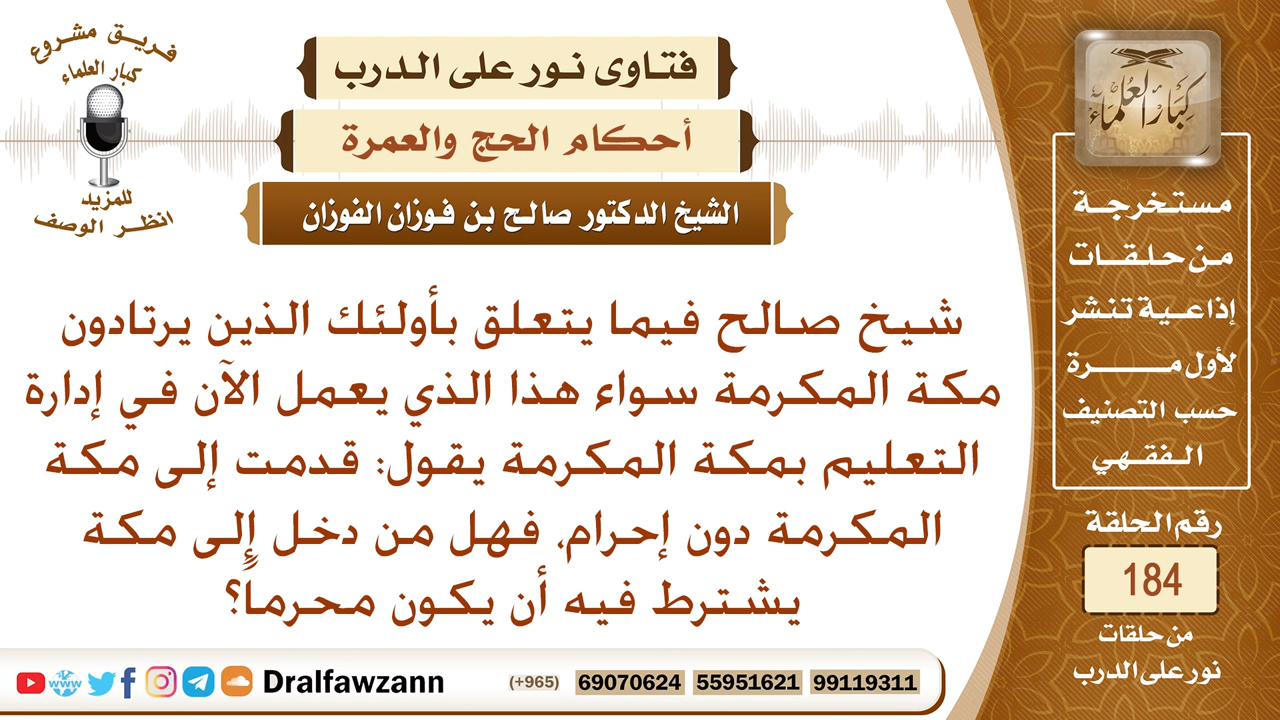 فريق مشروع
كبار العلماء
للمزيد
انظر الوصف
فتاوى نور على الدرب
أحكام الحج والعمرة
الشيخ الدكتور صالح بن فوزان الفوزان
شيخ صالح فيما يتعلق بأولئك الذين يرتادون
مكة المكرمة سواء هذا الذي يعمل الآن في إدارة
التعليم بمكة المكرمة يقول: قدمت إلى مكة
المكرمة دون إحرام، فهل من دخل إلى مكة
يشترط فيه أن يكون محرماً؟
كبار العلماء
مستخرجة
من حلقات
إذاعية تنشر
لأول مرة
حسب التصنيف
الفقهي
رقم الحلقة
184
من حلقات
نور على الدرب
www Dralfawzann (+965) 69070624 55951621 99119311